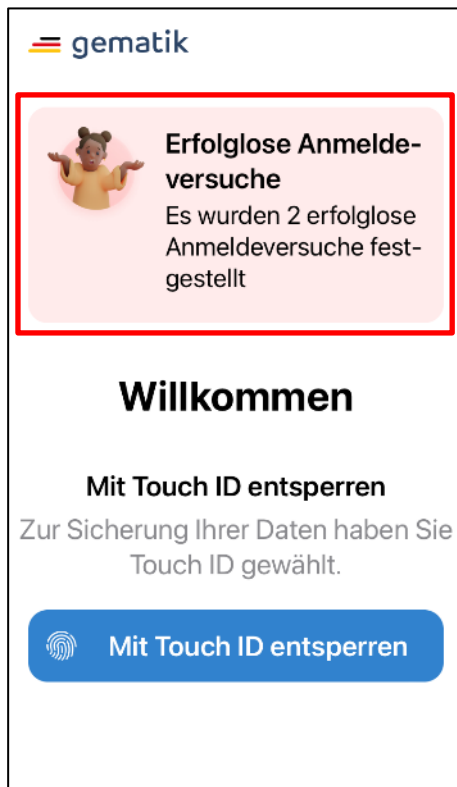 gematik
Erfolglose Anmelde-
versuche
Es wurden 2 erfolglose
Anmeldeversuche fest-
gestellt
Willkommen
Mit Touch ID entsperren
Zur Sicherung Ihrer Daten haben Sie
Touch ID gewählt.
Mit Touch ID entsperren